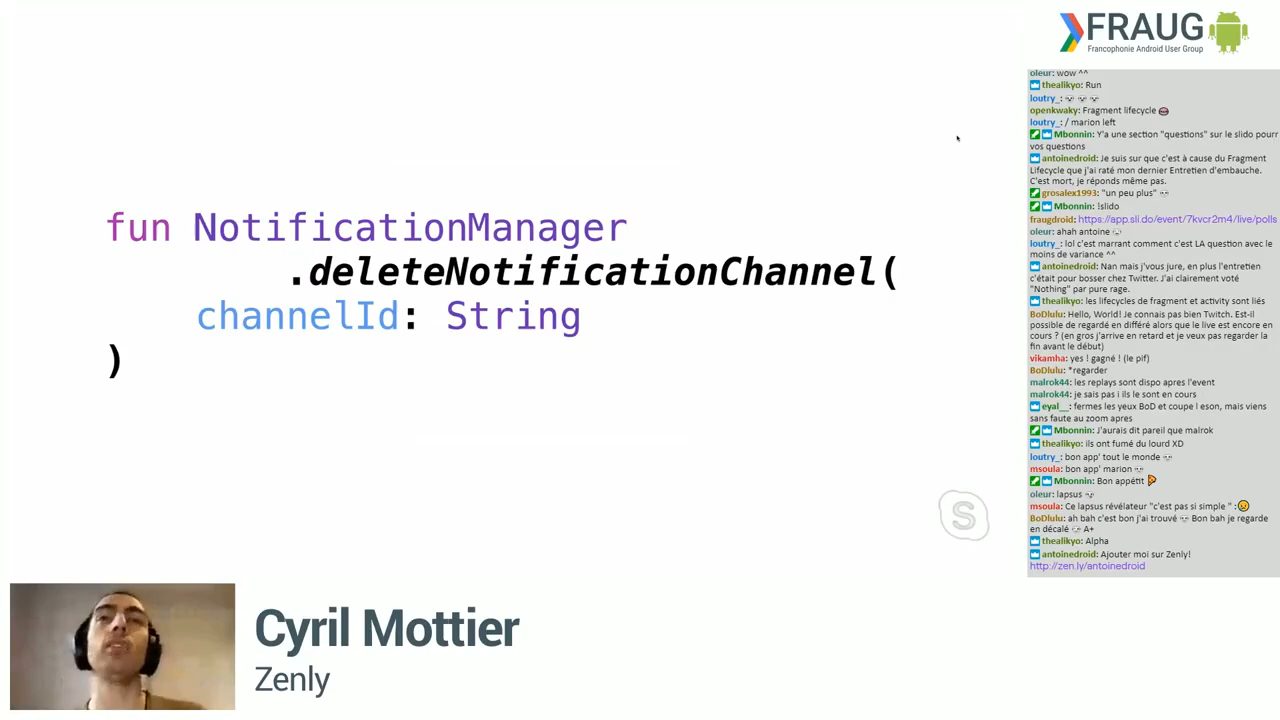 FRAUG
Francophonie Android User Group
fun NotificationManager
.deleteNotificationChannel(
channelId: String
)
S
Cyril Mottier
Zenly
oleur: wow ^^
thealikyo: Run
loutry_:
openkwaky: Fragment lifecycle
loutry_: / marion left
Mbonnin: Y'a une section "questions" sur le slido pourr
vos questions
antoinedroid: Je suis sur que c'est à cause du Fragment
Lifecycle que j'ai raté mon dernier Entretien d'embauche.
C'est mort, je réponds même pas.
grosalex1993: "un peu plus"
Mbonnin: !slido
fraugdroid: https://app.sli.do/event/7kvcr2m4/live/polls
oleur: ahah antoine
loutry_: lol c'est marrant comment c'est LA question avec le
moins de variance ^^
antoinedroid: Nan mais j'vous jure, en plus l'entretien
c'était pour bosser chez Twitter. J'ai clairement voté
"Nothing" par pure rage.
thealikyo: les lifecycles de fragment et activity sont liés
BoDlulu: Hello, World! Je connais pas bien Twitch. Est-il
possible de regardé en différé alors que le live est encore en
cours ? (en gros j'arrive en retard et je veux pas regarder la
fin avant le début)
vikamha: yes ! gagné ! (le pif)
BoDlulu: *regarder
malrok44: les replays sont dispo apres l'event
malrok44: je sais pas i ils le sont en cours
eyal__: fermes les yeux BoD et coupe l eson, mais viens
sans faute au zoom apres
Mbonnin: J'aurais dit pareil que malrok
thealikyo: ils ont fumé du lourd XD
loutry_: bon app' tout le monde
msoula: bon app' marion
Mbonnin: Bon appétit
oleur: lapsus
msoula: Ce lapsus révélateur "c'est pas si simple " :
BoDlulu: ah bah c'est bon j'ai trouvé Bon bah je regarde
en décalé A+
thealikyo: Alpha
antoinedroid: Ajouter moi sur Zenly!
http://zen.ly/antoinedroid